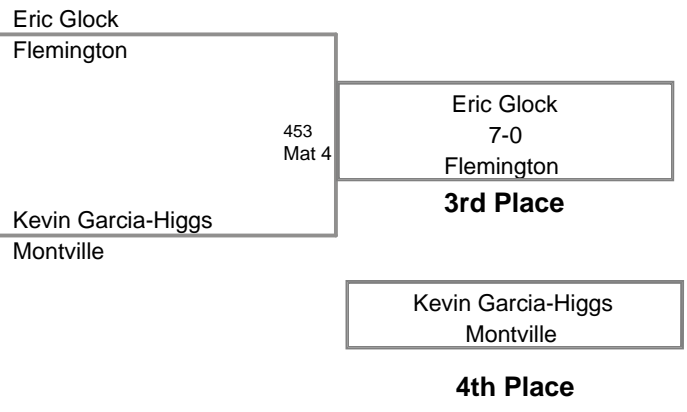 Eric Glock
Flemington
Eric Glock
7-0
Flemington
453
Mat 4
3rd Place
Kevin Garcia-Higgs
Montville
Kevin Garcia-Higgs
Montville
4th Place